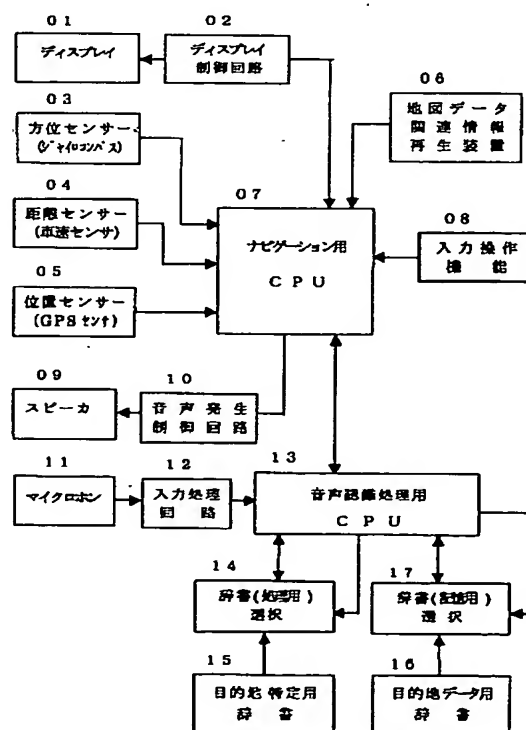 01
ディスプレイ
02
ディスプレイ
制御回路
03
方位センサー
(ジャイロコンパス)
04
距離センサー
(車速センサ)
05
位置センサー
(GPSセンサ)
06
地図データ
関連情報
再生装置
07
ナビゲーション用
CPU
08
入力操作
機能
09
スピーカ
10
音声発生
制御回路
11
マイクロホン
12
入力処理
回路
13
音声認識処理用
CPU
14
辞書(処理用)
選択
15
目的地特定用
辞書
17
辞書(記憶用)
選択
16
目的地データ用
辞書